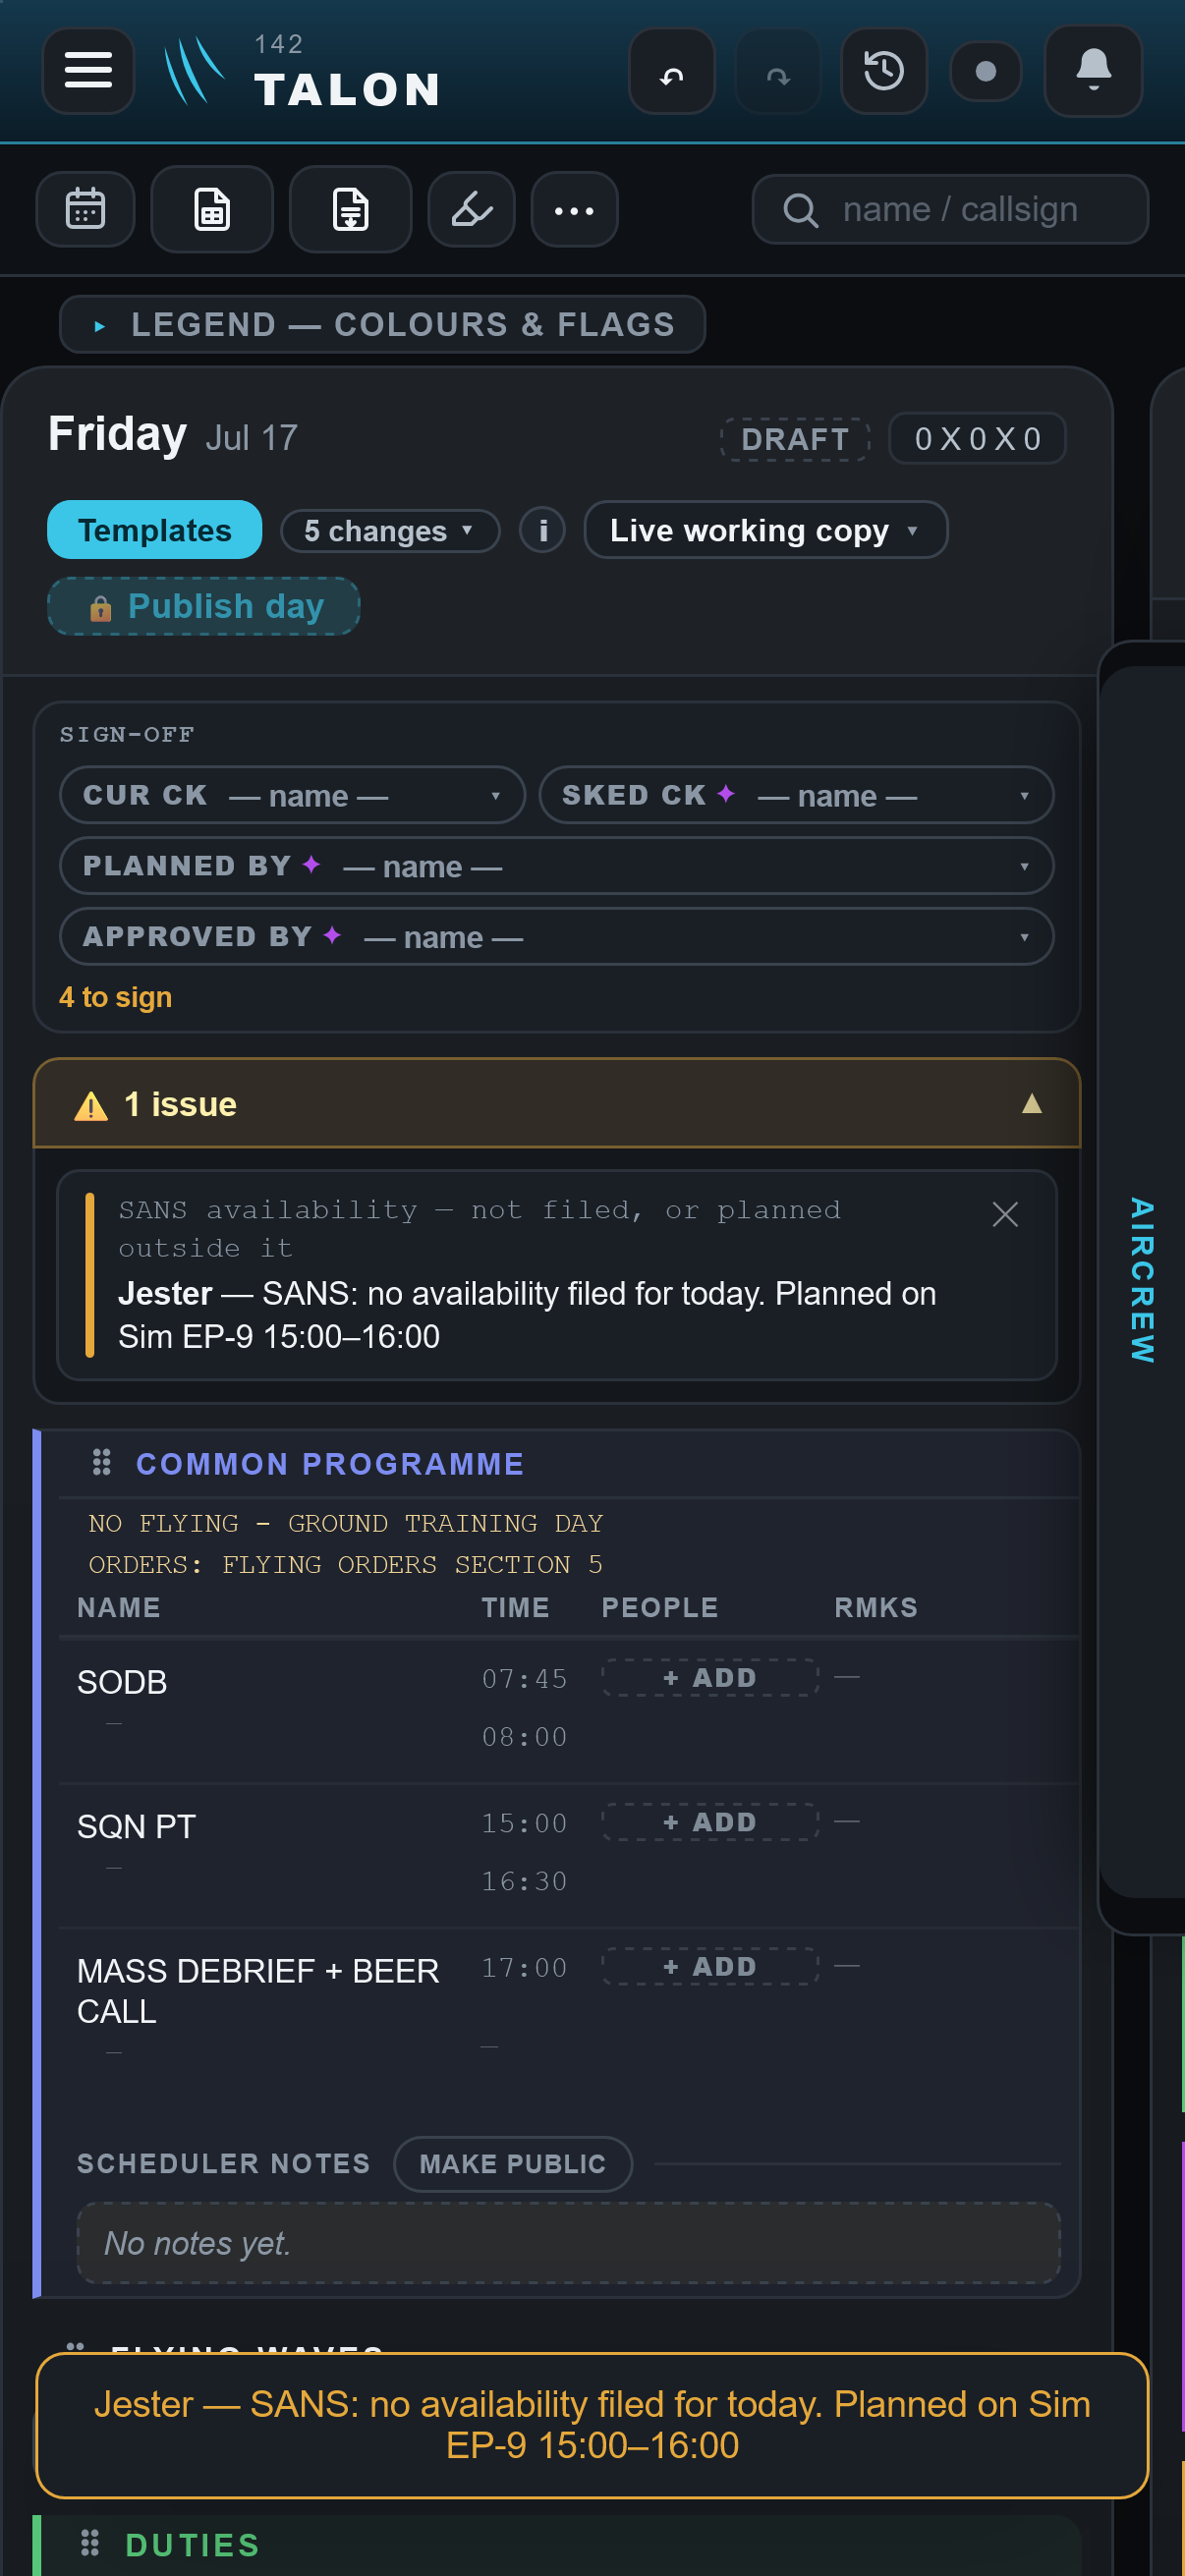 142
TALON
name / callsign
▸ LEGEND — COLOURS & FLAGS
Friday Jul 17
DRAFT
0 X 0 X 0
Templates
5 changes ▾
i
Live working copy ▾
🔒 Publish day
SIGN-OFF
CUR CK — name — ▾
SKED CK ✦ — name — ▾
PLANNED BY ✦ — name — ▾
APPROVED BY ✦ — name — ▾
4 to sign
⚠️ 1 issue ▲
SANS availability — not filed, or planned
outside it
Jester — SANS: no availability filed for today. Planned on
Sim EP-9 15:00–16:00
AIRCREW
COMMON PROGRAMME
NO FLYING - GROUND TRAINING DAY
ORDERS: FLYING ORDERS SECTION 5
NAME TIME PEOPLE RMKS
SODB 07:45 + ADD —
— 08:00
SQN PT 15:00 + ADD —
— 16:30
MASS DEBRIEF + BEER 17:00 + ADD —
CALL
— —
SCHEDULER NOTES MAKE PUBLIC
No notes yet.
FLYING WAVES
Jester — SANS: no availability filed for today. Planned on Sim
EP-9 15:00–16:00
DUTIES